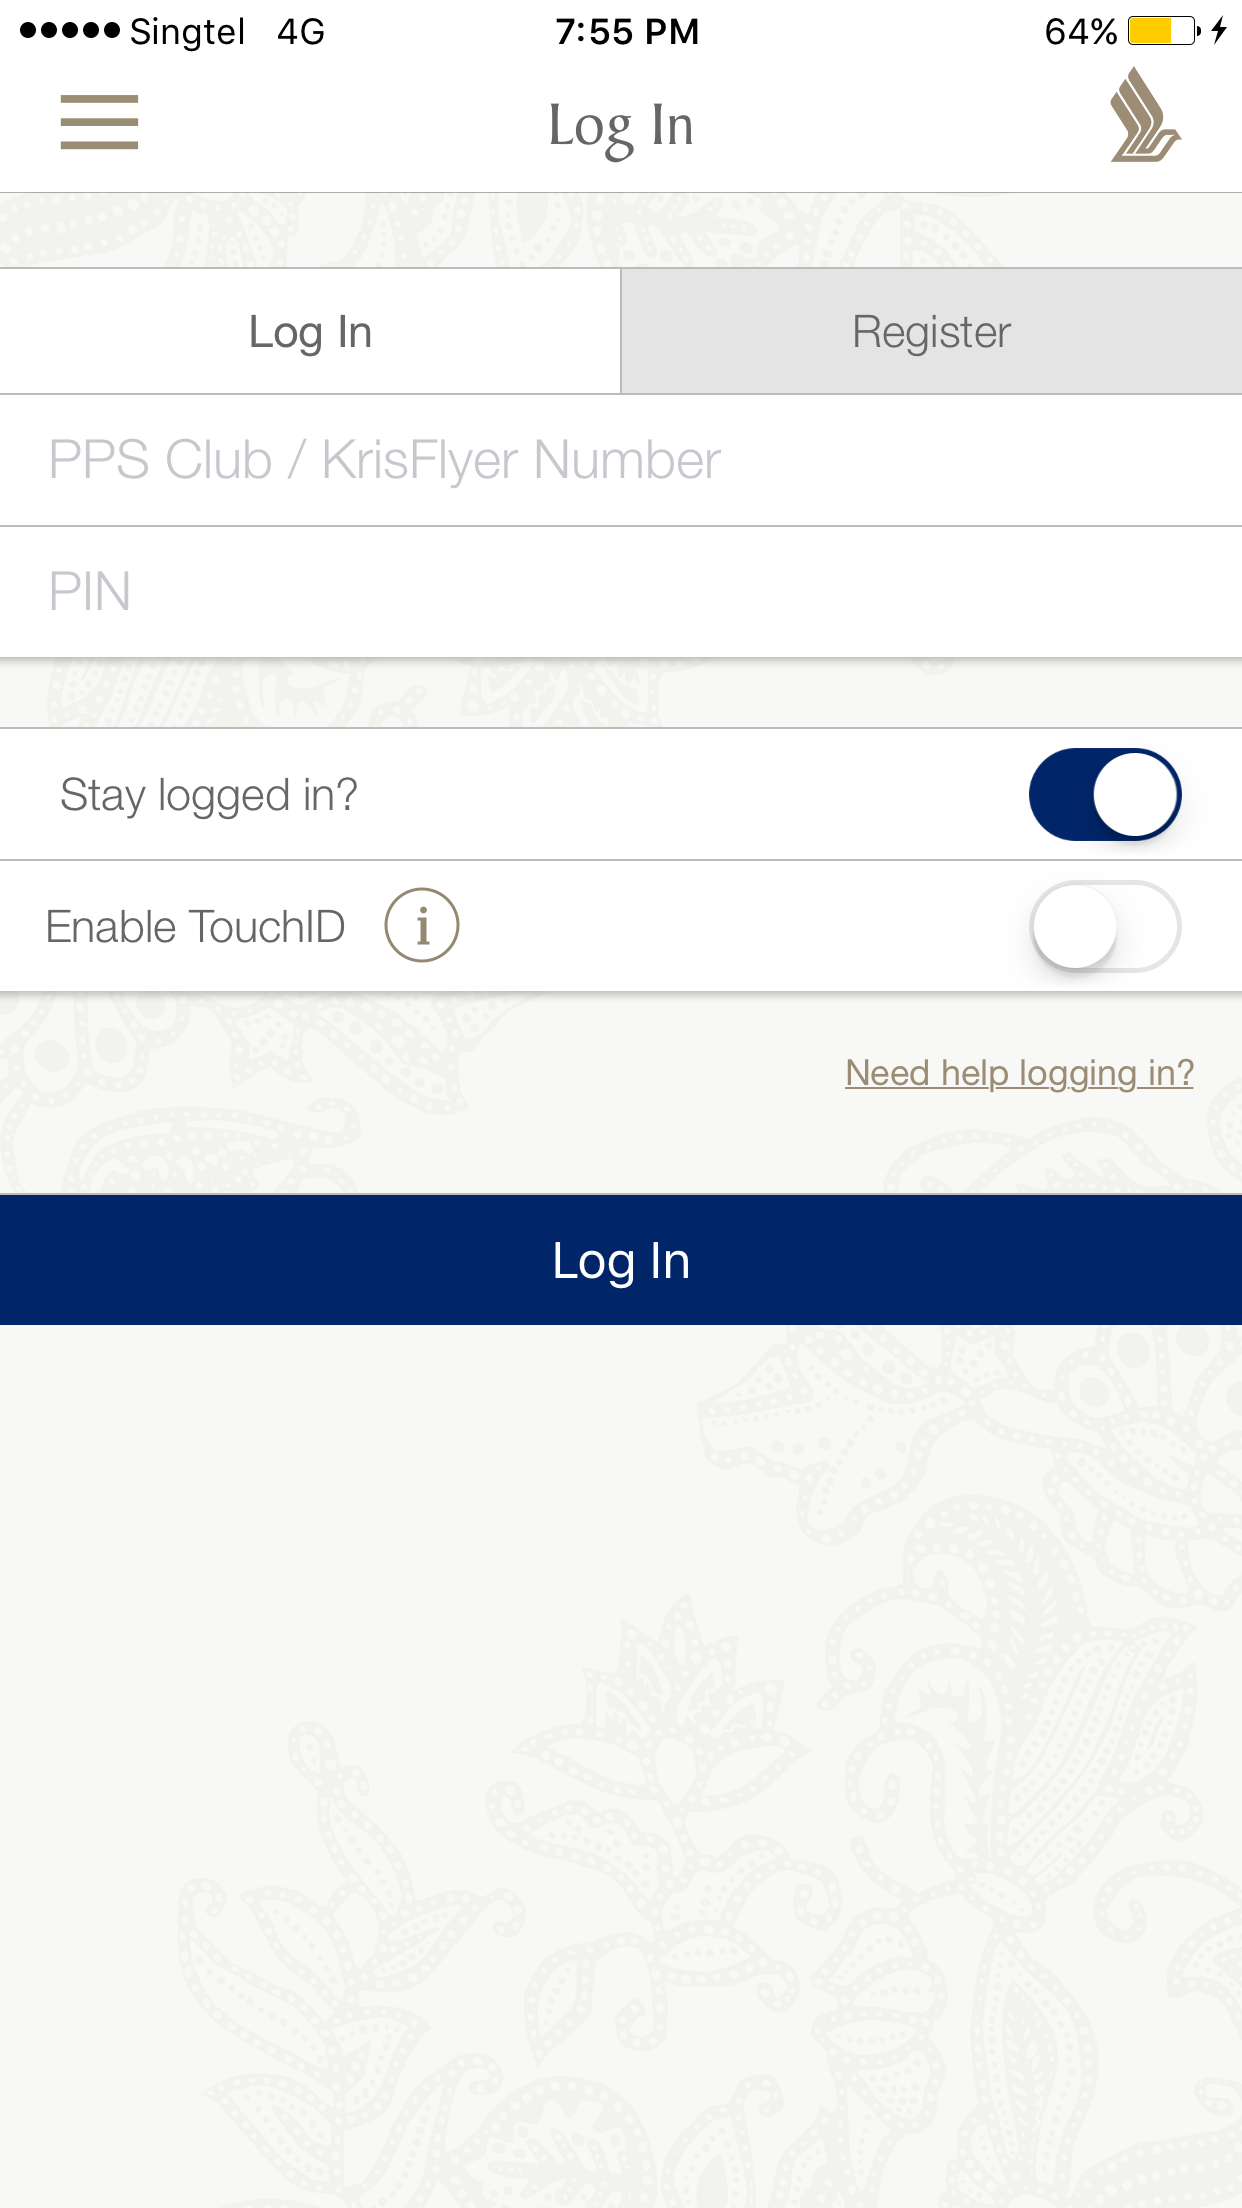 Singtel 4G 7:55 PM 64%
Log In
Log In Register
PPS Club / KrisFlyer Number
PIN
Stay logged in?
Enable TouchID i
Need help logging in?
Log In